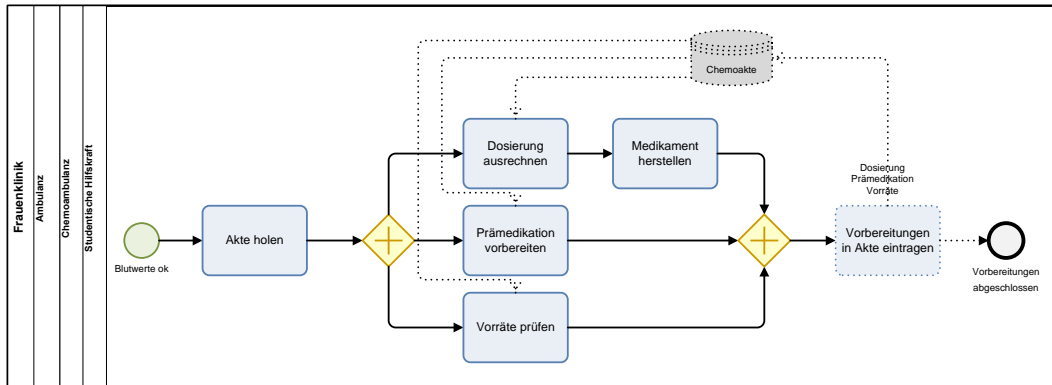 Frauenklinik
Ambulanz
Chemoambulanz
Studentische Hilfskraft
Blutwerte ok
Akte holen
Dosierung
ausrechnen
Medikament
herstellen
Prämedikation
vorbereiten
Vorräte prüfen
Chemoakte
Dosierung
Prämedikation
Vorräte
Vorbereitungen
in Akte eintragen
Vorbereitungen
abgeschlossen